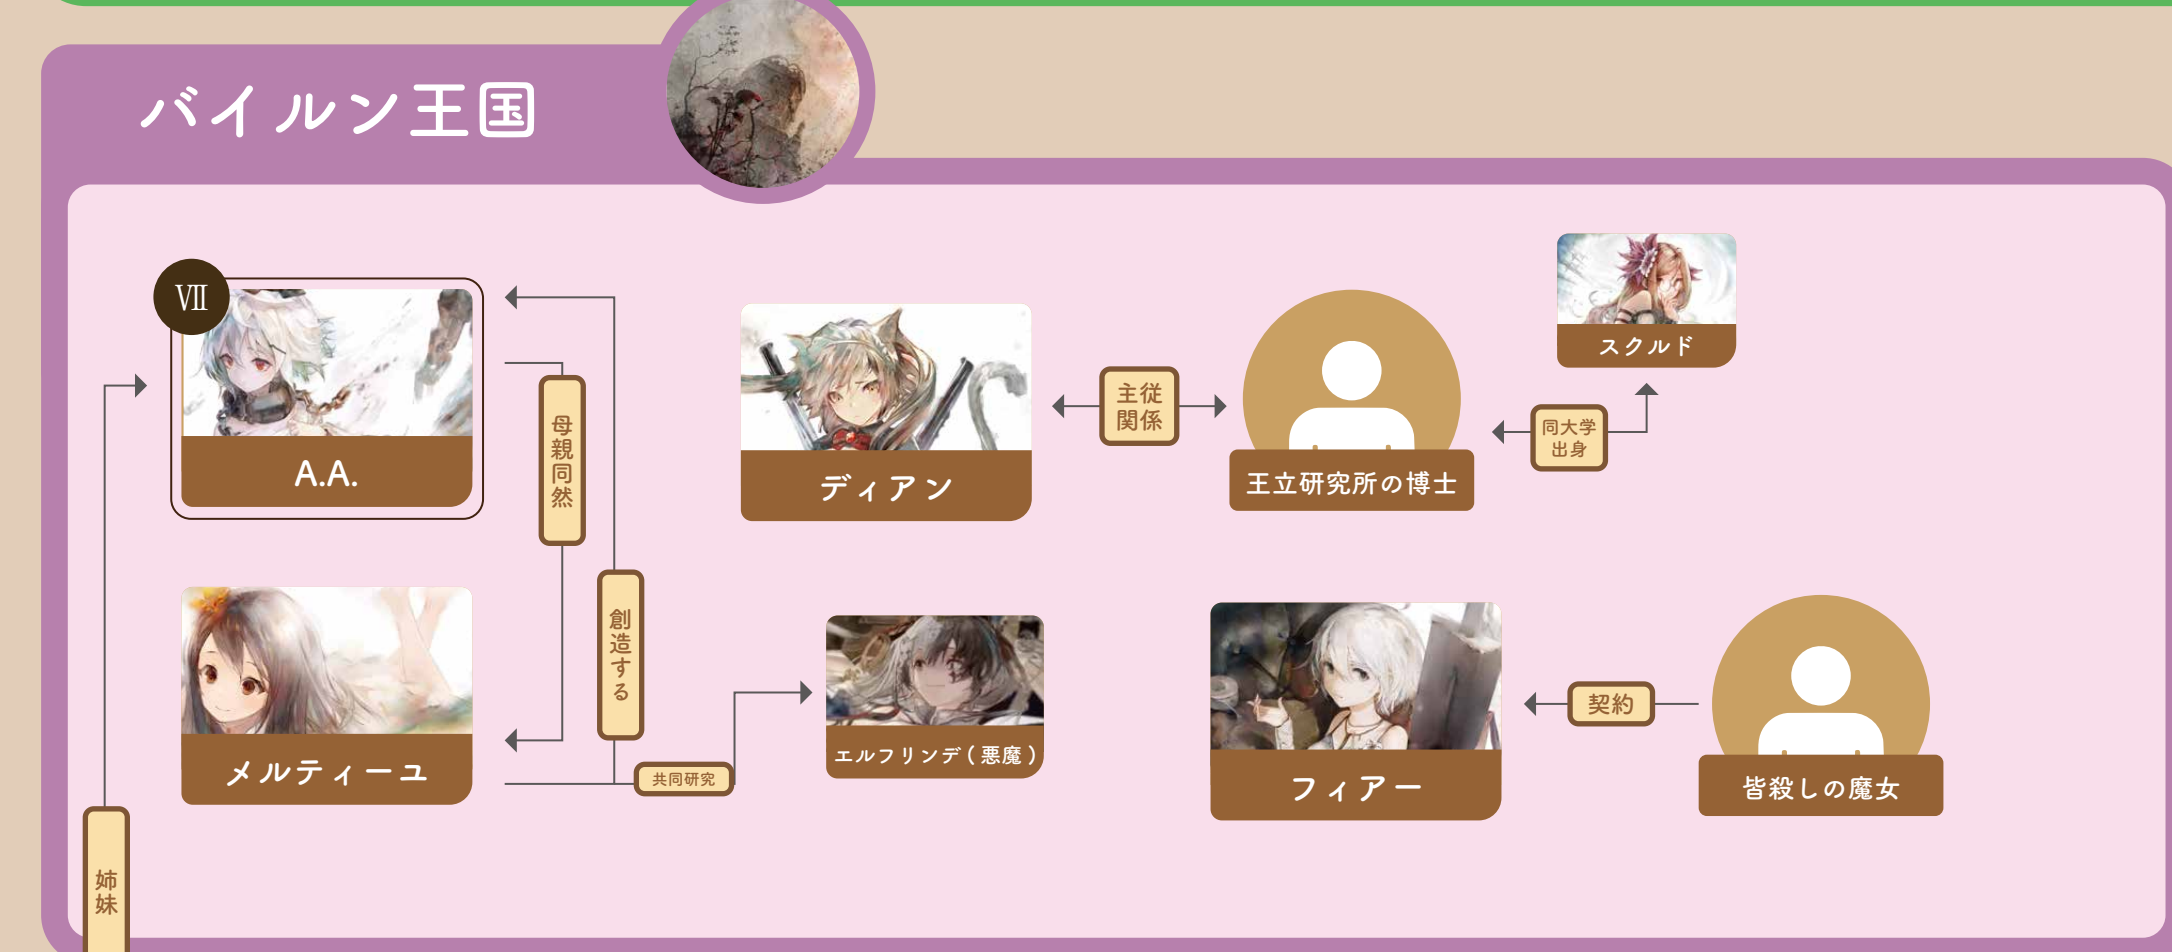 バイルン王国
Ⅶ
A.A.
母親同然
ディアン
主従
関係
王立研究所の博士
スクルド
同大学
出身
メルティーユ
創造する
共同研究
エルフリンデ(悪魔)
フィアー
契約
皆殺しの魔女
姉妹